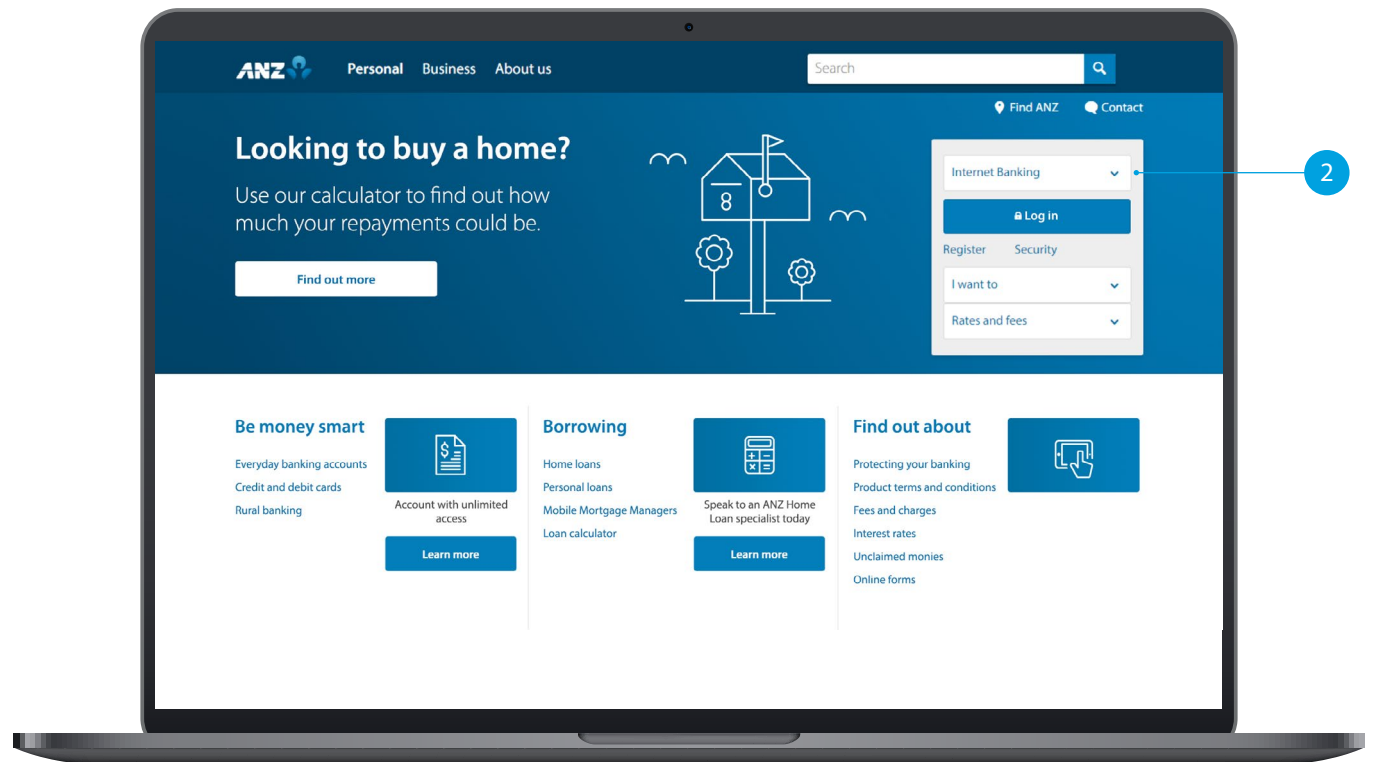 ANZ
Personal Business About us
Search
Find ANZ Contact
Looking to buy a home?
Use our calculator to find out how
much your repayments could be.
Find out more
8
Internet Banking
2
Log in
Register Security
I want to
Rates and fees
Be money smart
Everyday banking accounts
Credit and debit cards
Rural banking
$
Account with unlimited
access
Learn more
Borrowing
Home loans
Personal loans
Mobile Mortgage Managers
Loan calculator
Speak to an ANZ Home
Loan specialist today
Learn more
Find out about
Protecting your banking
Product terms and conditions
Fees and charges
Interest rates
Unclaimed monies
Online forms